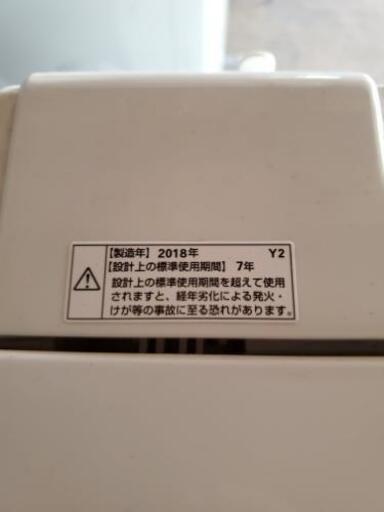 【製造年】2018年 Y2
【設計上の標準使用期間】7年
設計上の標準使用期間を超えて使用
されますと、経年劣化による発火・
けが等の事故に至る恐れがあります。